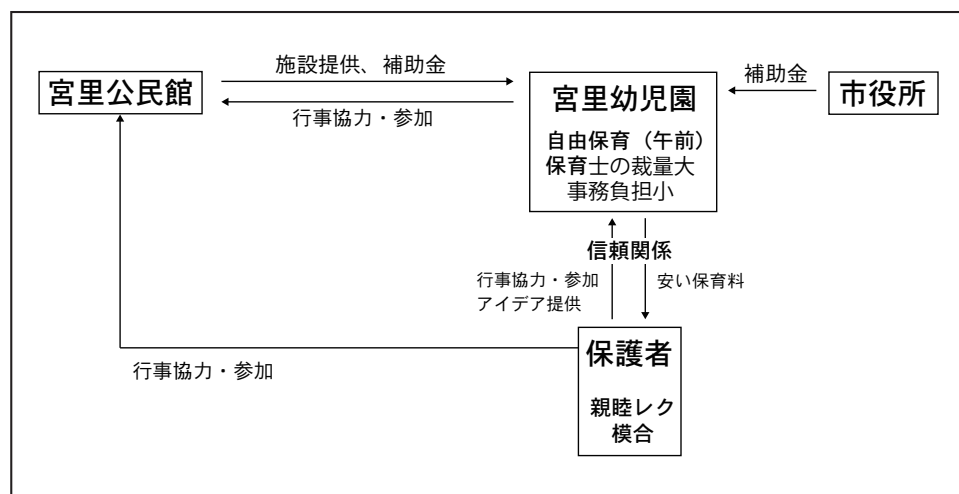 施設提供、補助金
宮里公民館
行事協力・参加
宮里幼児園
自由保育（午前）
保育士の裁量大
事務負担小
補助金
市役所
信頼関係
行事協力・参加
アイデア提供
安い保育料
保護者
親睦レク
模合
行事協力・参加